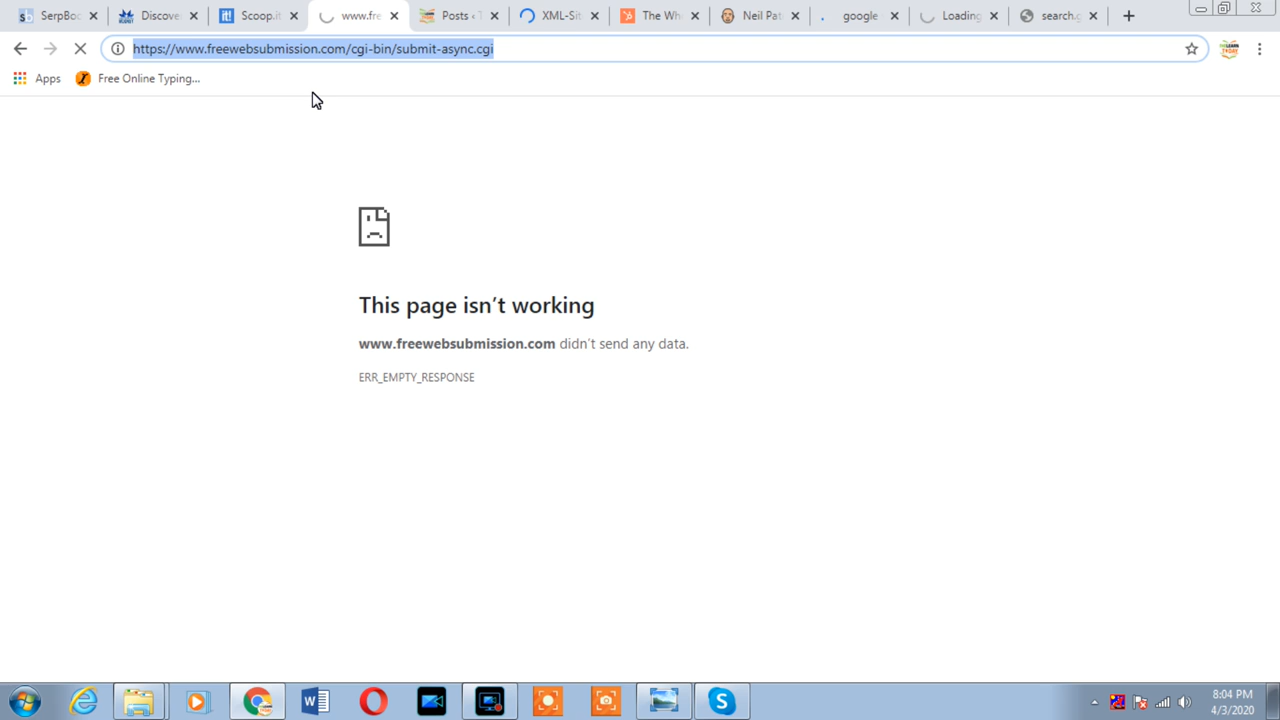 SerpBoo
Discove
Scoop.it
www.fre
Posts ‹ T
XML-Sit
The Wh
Neil Pat
google
Loading
search.g
https://www.freewebsubmission.com/cgi-bin/submit-async.cgi
Apps
Free Online Typing...
This page isn't working
www.freewebsubmission.com didn't send any data.
ERR_EMPTY_RESPONSE
8:04 PM
4/3/2020